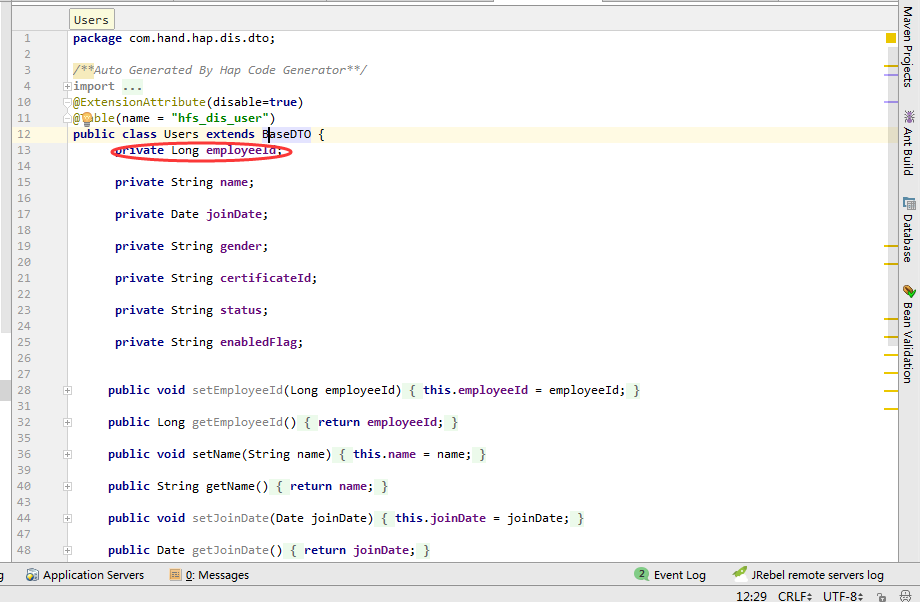 Users
1 package com.hand.hap.dis.dto;
2
3 /**Auto Generated By Hap Code Generator**/
4 import ...
10 @ExtensionAttribute(disable=true)
11 @Table(name = "hfs_dis_user")
12 public class Users extends BaseDTO {
13 private Long employeeId;
14
15 private String name;
16
17 private Date joinDate;
18
19 private String gender;
20
21 private String certificateId;
22
23 private String status;
24
25 private String enabledFlag;
26
27
28 public void setEmployeeId(Long employeeId) { this.employeeId = employeeId; }
31
32 public Long getEmployeeId() { return employeeId; }
35
36 public void setName(String name) { this.name = name; }
39
40 public String getName() { return name; }
43
44 public void setJoinDate(Date joinDate) { this.joinDate = joinDate; }
47
48 public Date getJoinDate() { return joinDate; }
Maven Projects
Ant Build
Database
Bean Validation
Application Servers
0: Messages
2 Event Log
JRebel remote servers log
12:29 CRLF UTF-8